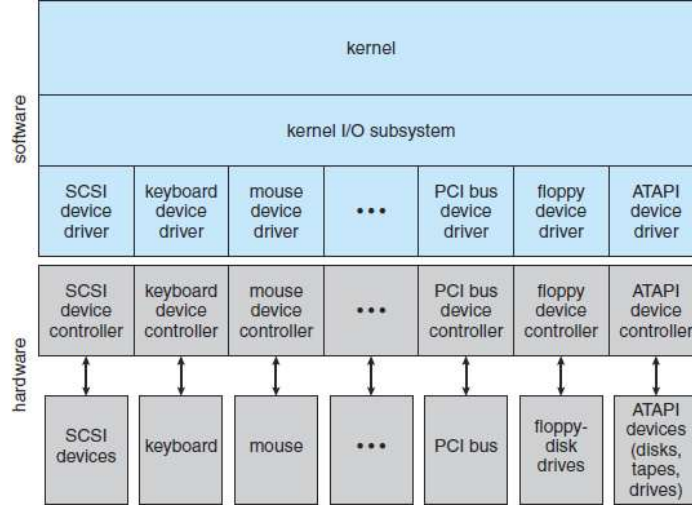 software
kernel
kernel I/O subsystem
SCSI
device
driver
keyboard
device
driver
mouse
device
driver
•••
PCI bus
device
driver
floppy
device
driver
ATAPI
device
driver
hardware
SCSI
device
controller
keyboard
device
controller
mouse
device
controller
•••
PCI bus
device
controller
floppy
device
controller
ATAPI
device
controller
SCSI
devices
keyboard
mouse
•••
PCI bus
floppy-
disk
drives
ATAPI
devices
(disks,
tapes,
drives)